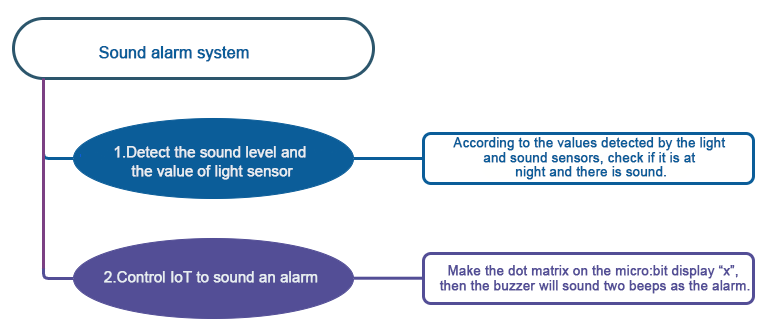 Sound alarm system
1.Detect the sound level and
the value of light sensor
According to the values detected by the light
and sound sensors, check if it is at
night and there is sound.
2.Control IoT to sound an alarm
Make the dot matrix on the micro:bit display “x”,
then the buzzer will sound two beeps as the alarm.